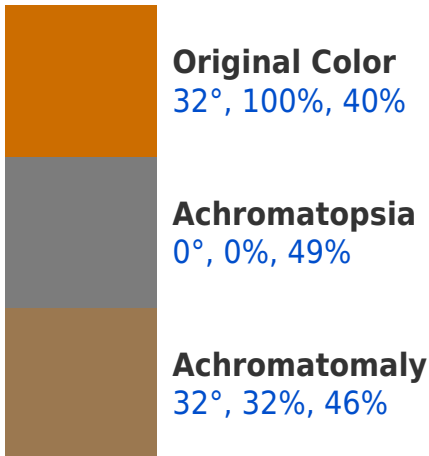 Original Color
32°, 100%, 40%
Achromatopsia
0°, 0%, 49%
Achromatomaly
32°, 32%, 46%